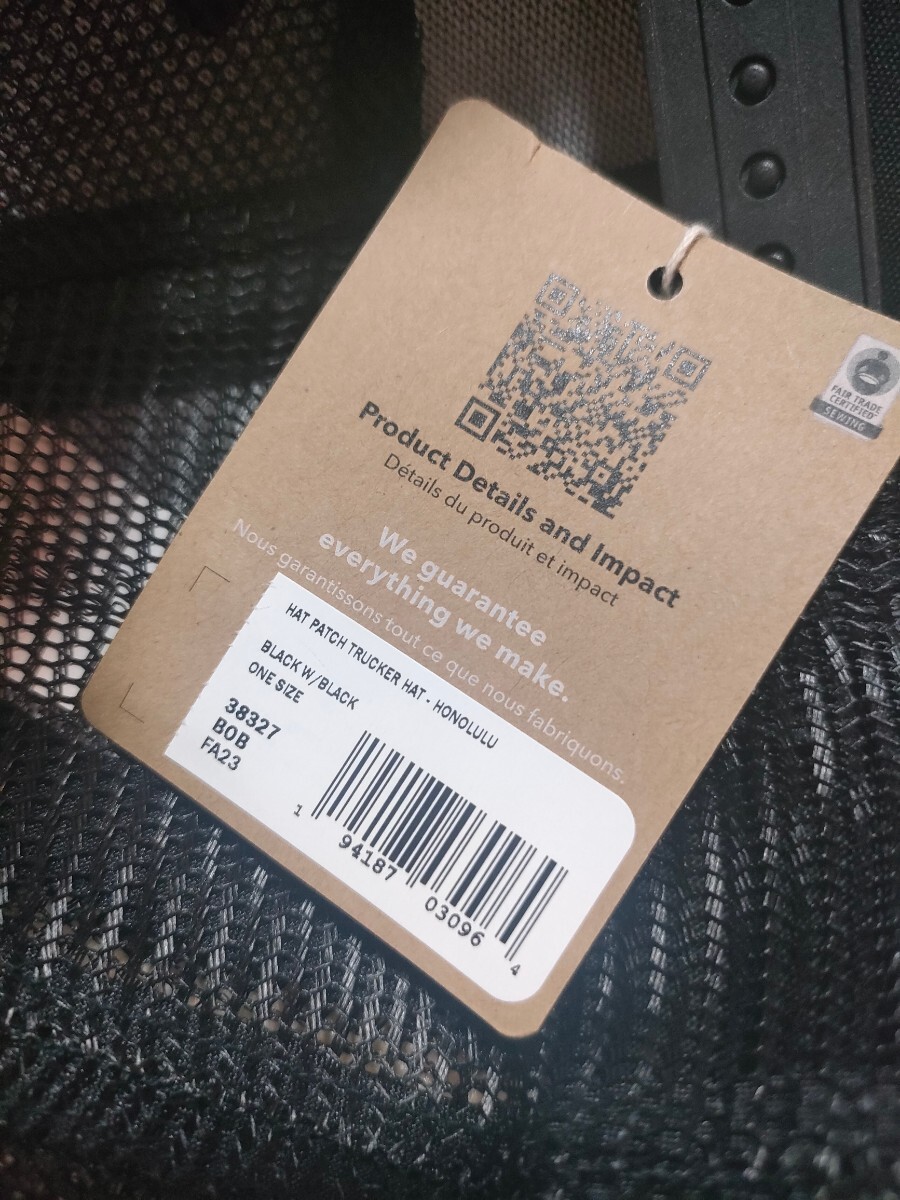 FAIR TRADE
CERTIFIED
SEWING
Product Details and Impact
Détails du produit et impact
We guarantee
everything we make.
Nous garantissons tout ce que nous fabriquons.
HAT PATCH TRUCKER HAT - HONOLULU
BLACK W/BLACK
ONE SIZE
38327
BOB
FA23
1 94187 03096 4